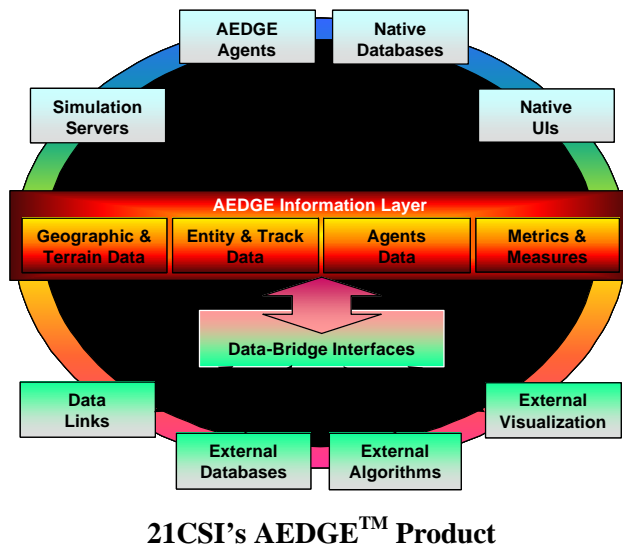 AEDGE
Agents
Native
Databases
Simulation
Servers
Native
UIs
AEDGE Information Layer
Geographic &
Terrain Data
Entity & Track
Data
Agents
Data
Metrics &
Measures
Data-Bridge Interfaces
Data
Links
External
Visualization
External
Databases
External
Algorithms
21CSI's AEDGE™ Product